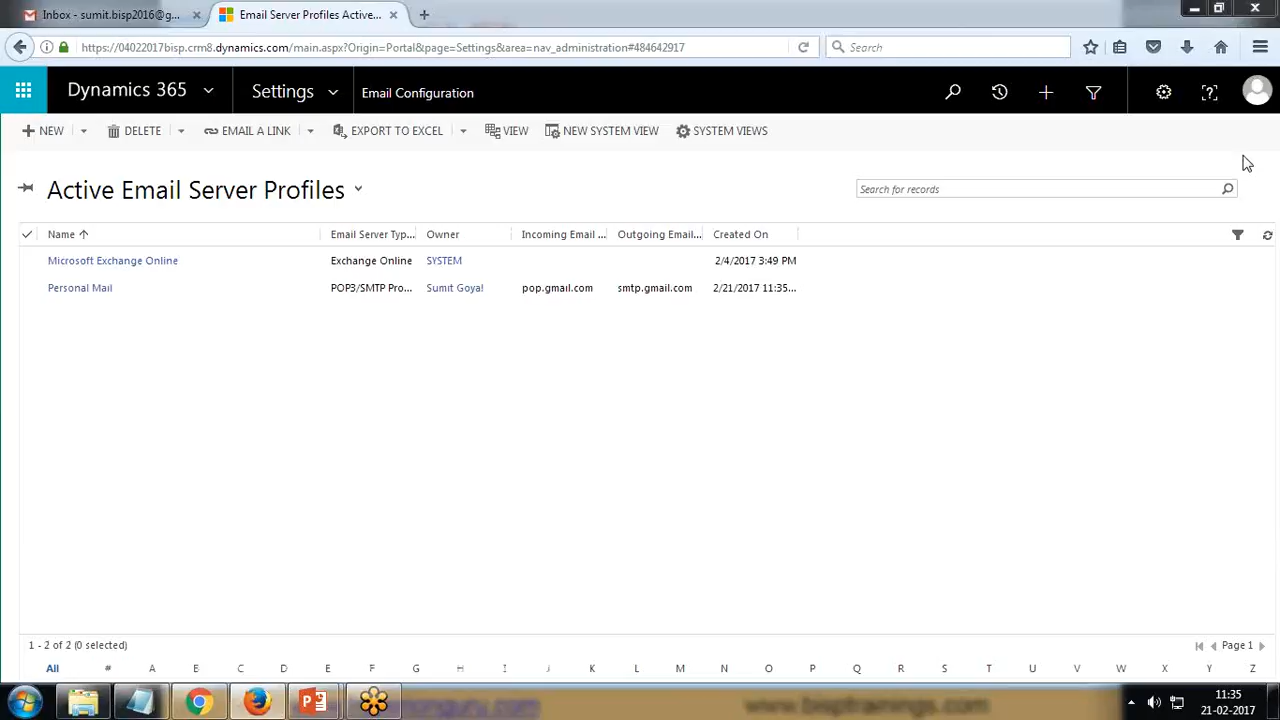 Inbox - sumit.bisp2016@g...
Email Server Profiles Active...
https://04022017bisp.crm8.dynamics.com/main.aspx?Origin=Portal&page=Settings&area=nav_administration#484642917
Search
Dynamics 365
Settings
Email Configuration
NEW
DELETE
EMAIL A LINK
EXPORT TO EXCEL
VIEW
NEW SYSTEM VIEW
SYSTEM VIEWS
Active Email Server Profiles
Search for records
Name Email Server Typ... Owner Incoming Email ... Outgoing Email... Created On
Microsoft Exchange Online Exchange Online SYSTEM 2/4/2017 3:49 PM
Personal Mail POP3/SMTP Pro... Sumit Goyal pop.gmail.com smtp.gmail.com 2/21/2017 11:35...
1 - 2 of 2 (0 selected)
Page 1
All # A B C D E F G H I J K L M N O P Q R S T U V W X Y Z
www.bisptrainings.com
11:35
21-02-2017